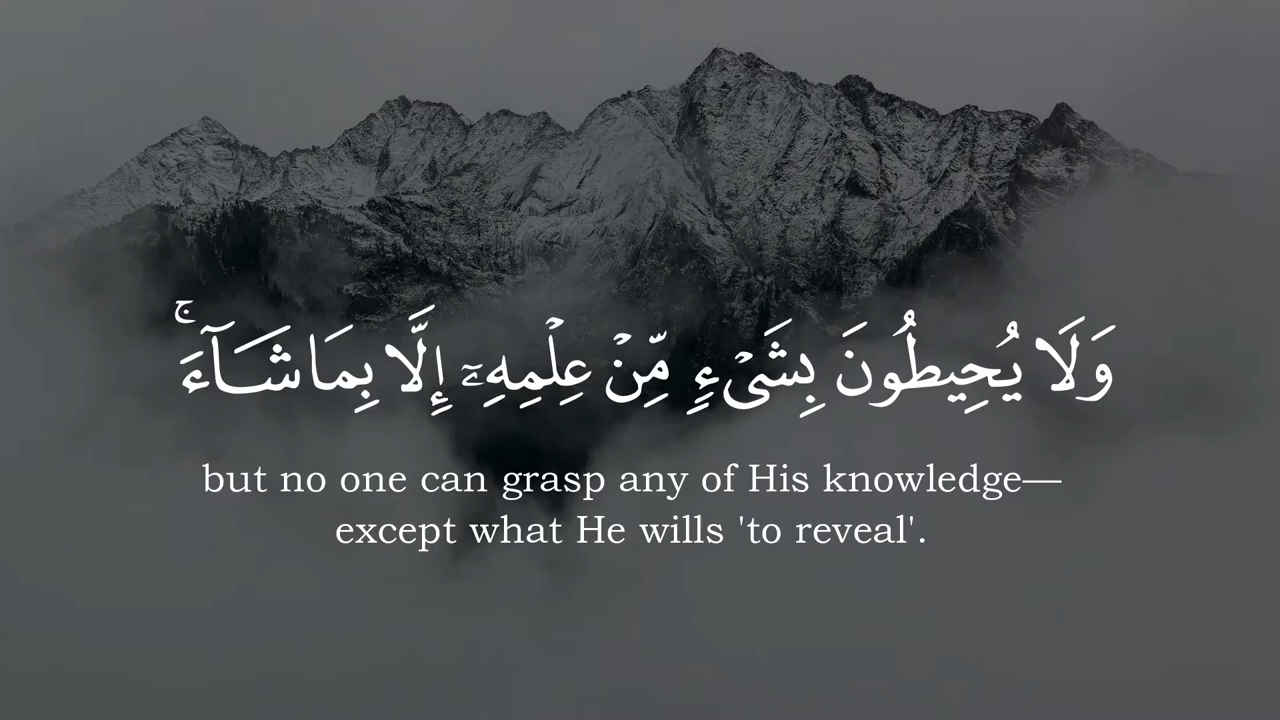 وَلَا يُحِيطُونَ بِشَىْءٍ مِّنْ عِلْمِهِۦٓ إِلَّا بِمَا شَآءَ ۚ
but no one can grasp any of His knowledge—
except what He wills 'to reveal'.